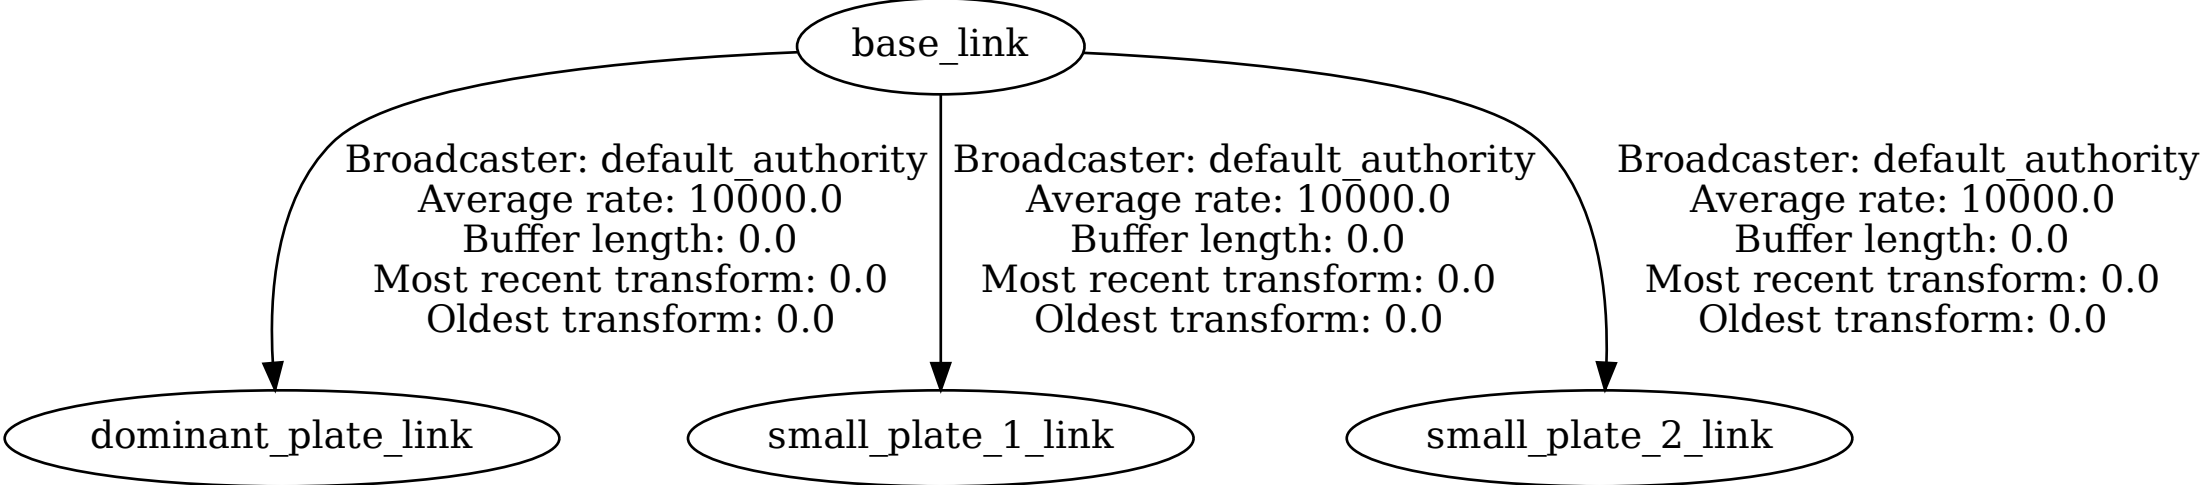 base_link
Broadcaster: default_authority
Average rate: 10000.0
Buffer length: 0.0
Most recent transform: 0.0
Oldest transform: 0.0
Broadcaster: default_authority
Average rate: 10000.0
Buffer length: 0.0
Most recent transform: 0.0
Oldest transform: 0.0
Broadcaster: default_authority
Average rate: 10000.0
Buffer length: 0.0
Most recent transform: 0.0
Oldest transform: 0.0
dominant_plate_link
small_plate_1_link
small_plate_2_link